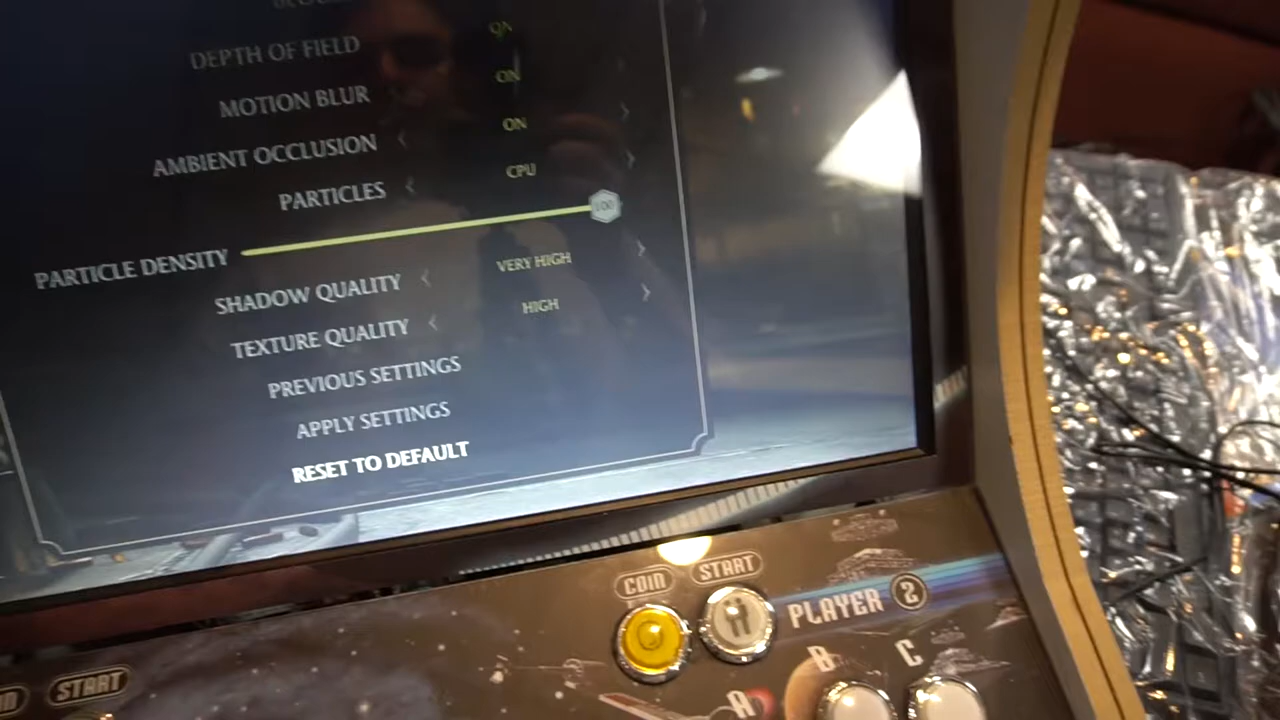 DEPTH OF FIELD ON
MOTION BLUR ON
AMBIENT OCCLUSION ON
PARTICLES CPU
PARTICLE DENSITY 100
SHADOW QUALITY VERY HIGH
TEXTURE QUALITY HIGH
PREVIOUS SETTINGS
APPLY SETTINGS
RESET TO DEFAULT
COIN START
PLAYER 2
START
A B C